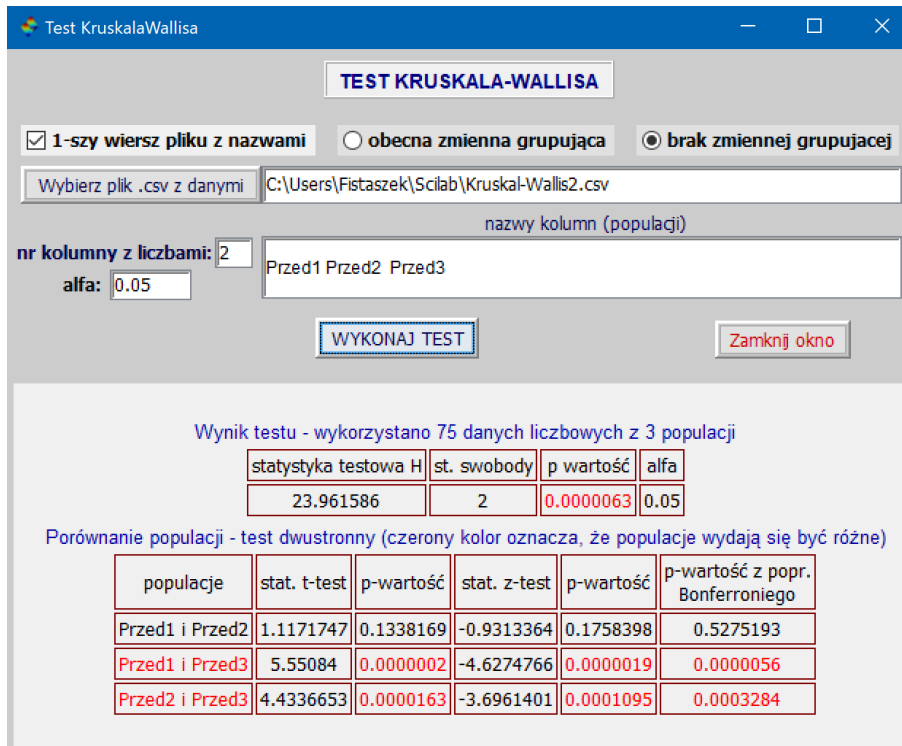 Test KruskalaWallisa
TEST KRUSKALA-WALLISA
1-szy wiersz pliku z nazwami obecna zmienna grupująca brak zmiennej grupujacej
Wybierz plik .csv z danymi C:\Users\Fistaszek\Scilab\Kruskal-Wallis2.csv
nazwy kolumn (populacji)
nr kolumny z liczbami: 2
Przed1 Przed2 Przed3
alfa: 0.05
WYKONAJ TEST Zamknij okno
Wynik testu - wykorzystano 75 danych liczbowych z 3 populacji
statystyka testowa H st. swobody p wartość alfa
23.961586 2 0.0000063 0.05
Porównanie populacji - test dwustronny (czerony kolor oznacza, że populacje wydają się być różne)
populacje stat. t-test p-wartość stat. z-test p-wartość p-wartość z popr.
Bonferroniego
Przed1 i Przed2 1.1171747 0.1338169 -0.9313364 0.1758398 0.5275193
Przed1 i Przed3 5.55084 0.0000002 -4.6274766 0.0000019 0.0000056
Przed2 i Przed3 4.4336653 0.0000163 -3.6961401 0.0001095 0.0003284